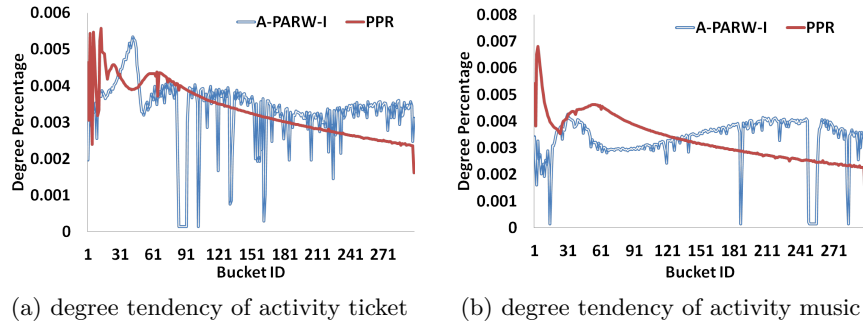 A-PARW-I PPR
Degree Percentage
0.006
0.005
0.004
0.003
0.002
0.001
0
1 31 61 91 121 151 181 211 241 271
Bucket ID
(a) degree tendency of activity ticket
A-PARW-I PPR
Degree Percentage
0.008
0.007
0.006
0.005
0.004
0.003
0.002
0.001
0
1 31 61 91 121 151 181 211 241 271
Bucket ID
(b) degree tendency of activity music